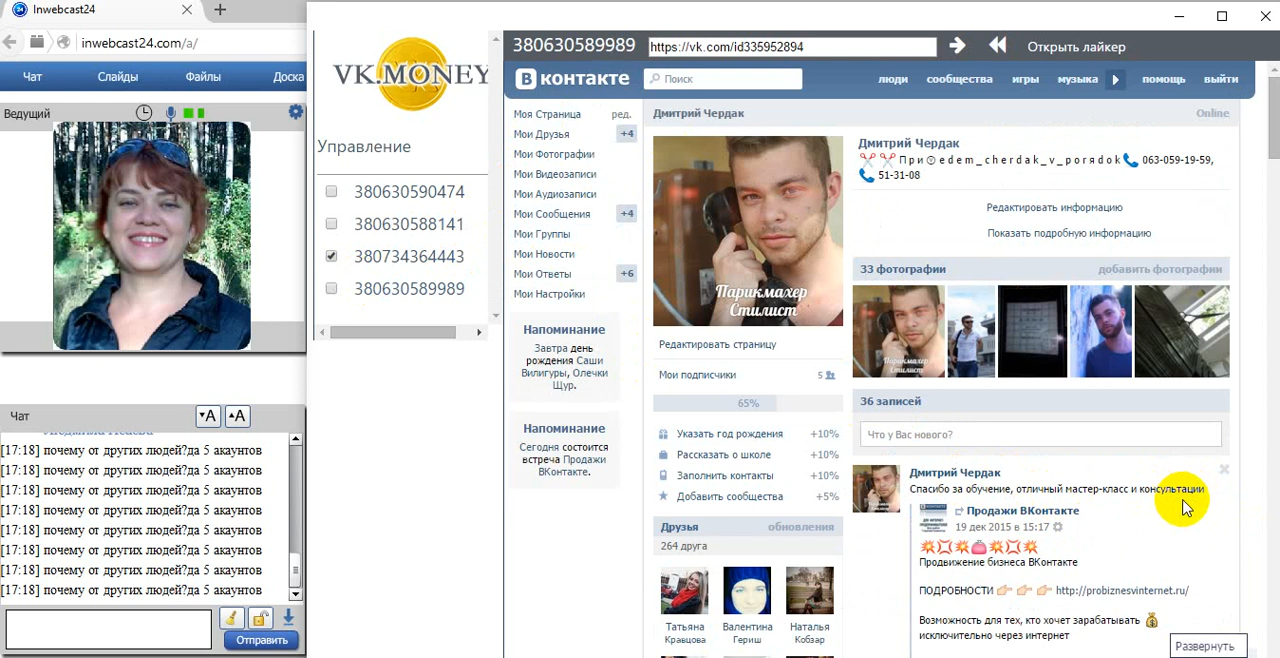 Inwebcast24
inwebcast24.com/a/
Чат Слайды Файлы Доска
Ведущий
Чат
▼A ▲A
[17:18] почему от других людей?да 5 акаунтов
[17:18] почему от других людей?да 5 акаунтов
[17:18] почему от других людей?да 5 акаунтов
[17:18] почему от других людей?да 5 акаунтов
[17:18] почему от других людей?да 5 акаунтов
[17:18] почему от других людей?да 5 акаунтов
[17:18] почему от других людей?да 5 акаунтов
[17:18] почему от других людей?да 5 акаунтов
Отправить
VK.MONEY
Управление
380630590474
380630588141
380734364443
380630589989
380630589989 https://vk.com/id335952894 Открыть лайкер
В контакте Поиск люди сообщества игры музыка помощь выйти
Моя Страница ред.
Мои Друзья +4
Мои Фотографии
Мои Видеозаписи
Мои Аудиозаписи
Мои Сообщения +4
Мои Группы
Мои Новости
Мои Ответы +6
Мои Настройки
Напоминание
Завтра день
рождения Саши
Вилигуры, Олечки
Щур.
Напоминание
Сегодня состоится
встреча Продажи
ВКонтакте.
Дмитрий Чердак Online
Парикмахер
Стилист
Редактировать страницу
Мои подписчики 5
65%
Указать год рождения +10%
Рассказать о школе +10%
Заполнить контакты +10%
Добавить сообщества +5%
Друзья обновления
264 друга
Татьяна
Кравцова
Валентина
Гериш
Наталья
Кобзар
Дмитрий Чердак
✂️ ✂️ П р и ☺ e d e m _ c h e r d a k _ v _ p o r a d o k 📞 063-059-19-59,
📞 51-31-08
Редактировать информацию
Показать подробную информацию
33 фотографии добавить фотографии
Парикмахер
Стилист
36 записей
Что у Вас нового?
Дмитрий Чердак
Спасибо за обучение, отличный мастер-класс и консультации
Продажи ВКонтакте
19 дек 2015 в 15:17
💥💢💥👛💥💢💥
Продвижение бизнеса ВКонтакте
ПОДРОБНОСТИ 👉 👉 👉 http://probiznesvinternet.ru/
Возможность для тех, кто хочет зарабатывать 💰
исключительно через интернет
Развернуть